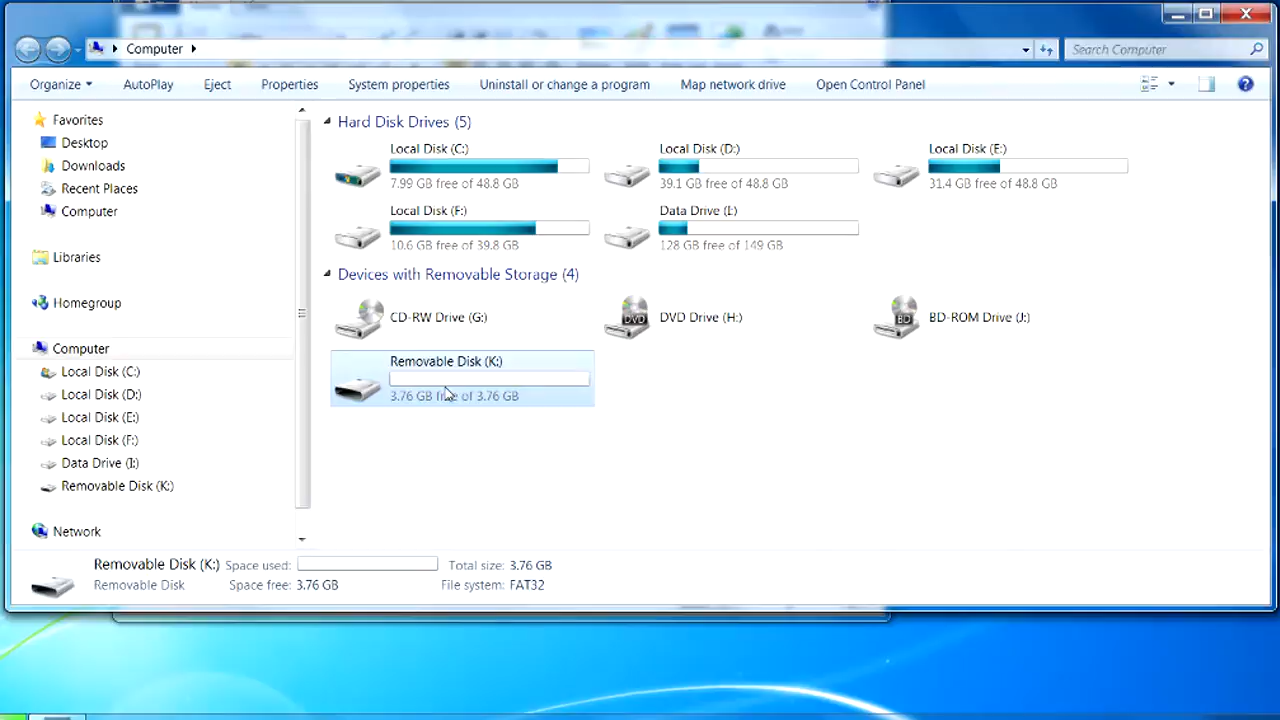 Computer
Search Computer
Organize AutoPlay Eject Properties System properties Uninstall or change a program Map network drive Open Control Panel
Favorites
Desktop
Downloads
Recent Places
Computer
Libraries
Homegroup
Computer
Local Disk (C:)
Local Disk (D:)
Local Disk (E:)
Local Disk (F:)
Data Drive (I:)
Removable Disk (K:)
Network
Hard Disk Drives (5)
Local Disk (C:)
7.99 GB free of 48.8 GB
Local Disk (D:)
39.1 GB free of 48.8 GB
Local Disk (E:)
31.4 GB free of 48.8 GB
Local Disk (F:)
10.6 GB free of 39.8 GB
Data Drive (I:)
128 GB free of 149 GB
Devices with Removable Storage (4)
CD-RW Drive (G:)
DVD Drive (H:)
DVD
BD-ROM Drive (J:)
BD
Removable Disk (K:)
3.76 GB free of 3.76 GB
Removable Disk (K:) Space used: Total size: 3.76 GB
Removable Disk Space free: 3.76 GB File system: FAT32